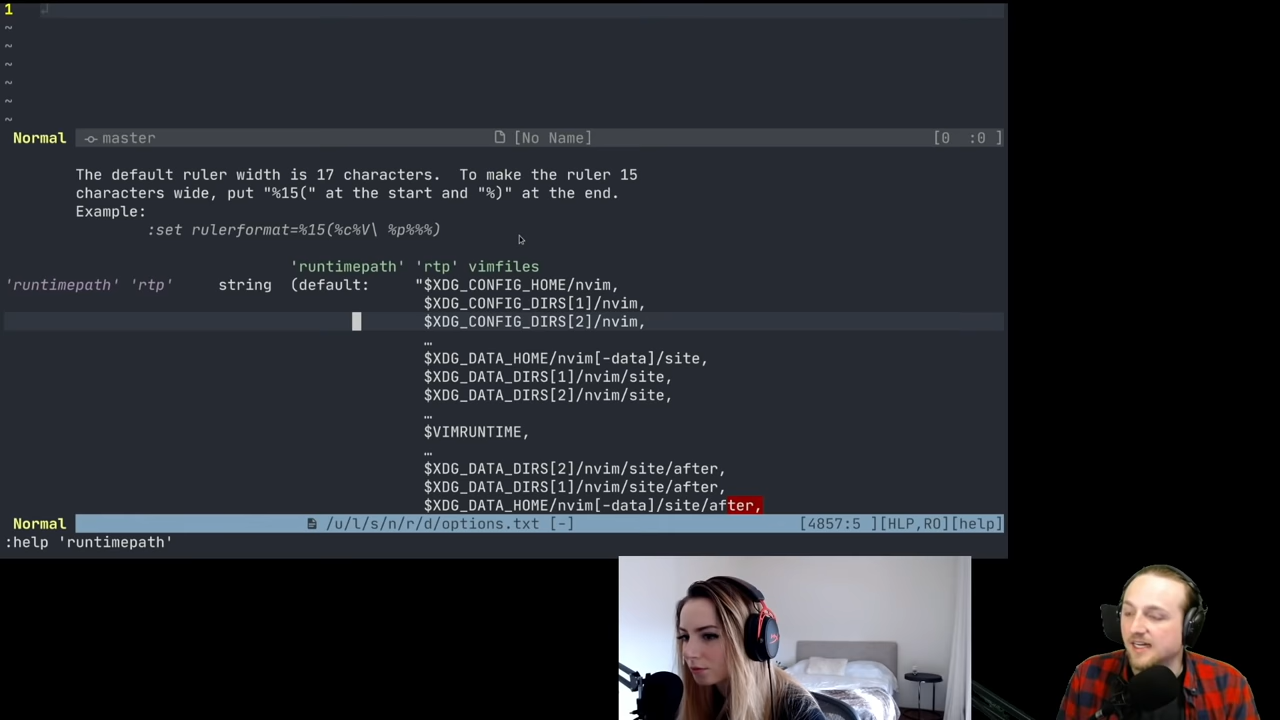 1
~
~
~
~
~
~
Normal master [No Name] [0 :0 ]
The default ruler width is 17 characters. To make the ruler 15
characters wide, put "%15(" at the start and "%)" at the end.
Example:
:set rulerformat=%15(%c%V\ %p%%%)
'runtimepath' 'rtp' vimfiles
'runtimepath' 'rtp' string (default: "$XDG_CONFIG_HOME/nvim,
$XDG_CONFIG_DIRS[1]/nvim,
$XDG_CONFIG_DIRS[2]/nvim,
…
$XDG_DATA_HOME/nvim[-data]/site,
$XDG_DATA_DIRS[1]/nvim/site,
$XDG_DATA_DIRS[2]/nvim/site,
…
$VIMRUNTIME,
…
$XDG_DATA_DIRS[2]/nvim/site/after,
$XDG_DATA_DIRS[1]/nvim/site/after,
$XDG_DATA_HOME/nvim[-data]/site/after,
Normal /u/l/s/n/r/d/options.txt [-] [4857:5 ][HLP,RO][help]
:help 'runtimepath'